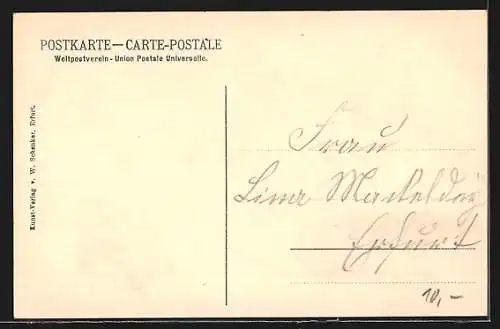 POSTKARTE—CARTE-POSTALE
Weltpostverein - Union Postale Universelle.
Kunst-Verlag v. W. Schenker, Erfurt.
Frau
Lina
Erfurt
10,-